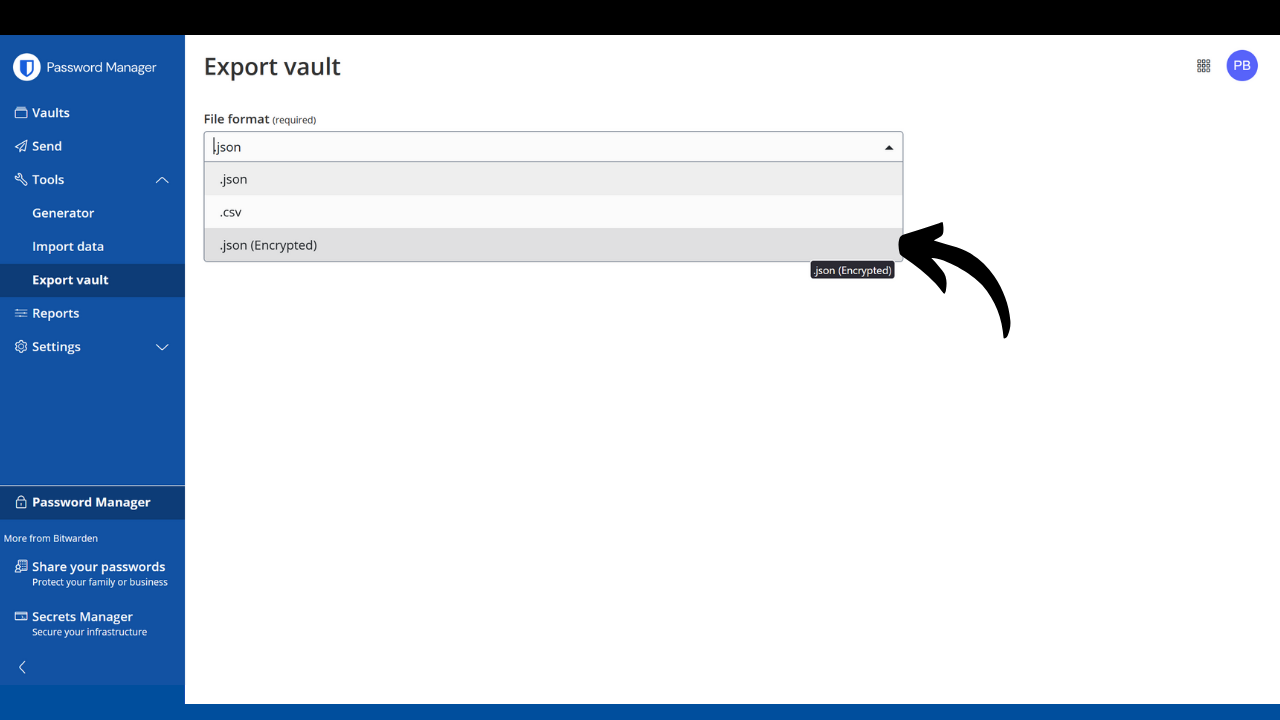 Password Manager
Vaults
Send
Tools
Generator
Import data
Export vault
Reports
Settings
Password Manager
More from Bitwarden
Share your passwords
Protect your family or business
Secrets Manager
Secure your infrastructure
Export vault
PB
File format (required)
.json
.json
.csv
.json (Encrypted)
.json (Encrypted)